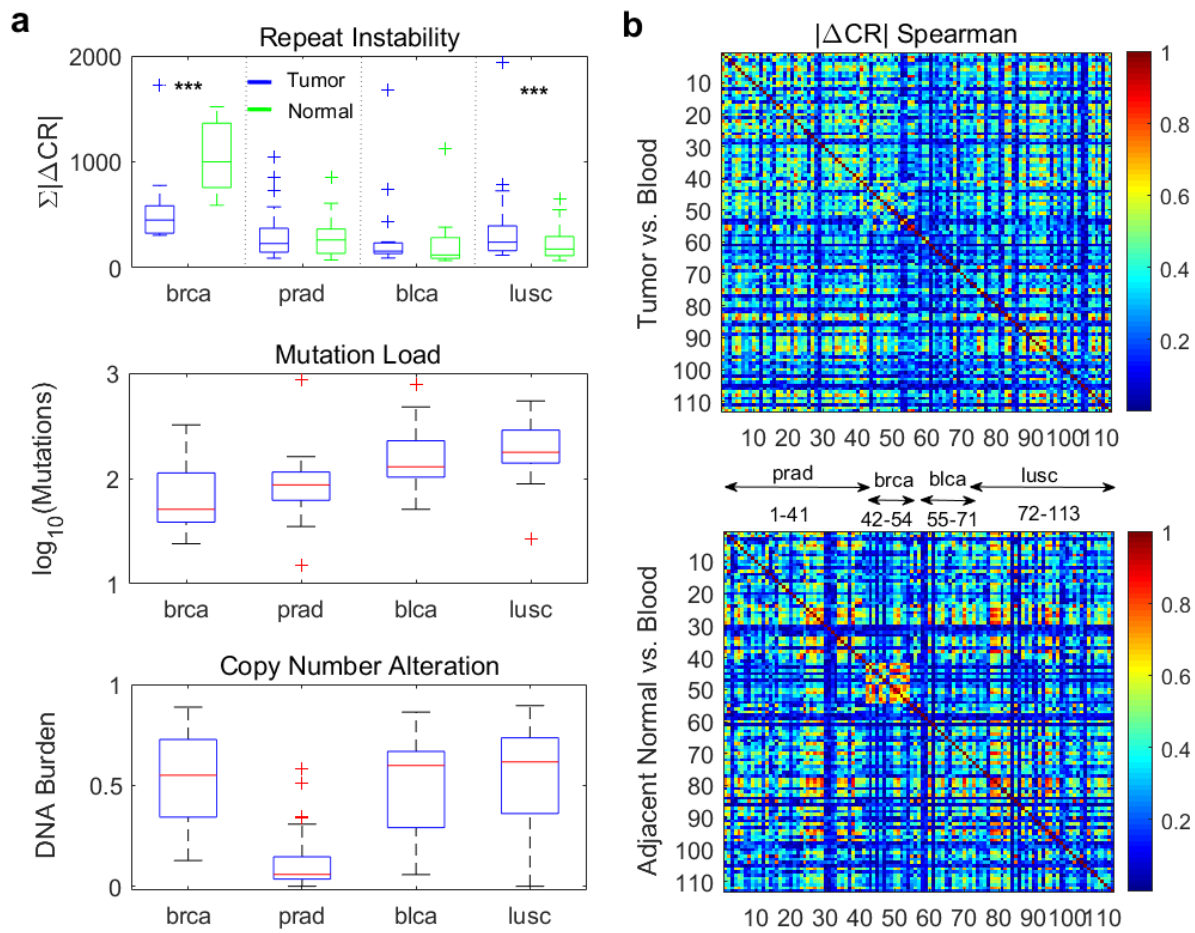 a
Repeat Instability
Σ|ΔCR|
2000
1000
0
***
Tumor
Normal
***
brca prad blca lusc
Mutation Load
log10(Mutations)
3
2
1
brca prad blca lusc
Copy Number Alteration
DNA Burden
1
0.5
0
brca prad blca lusc
b
|ΔCR| Spearman
Tumor vs. Blood
10
20
30
40
50
60
70
80
90
100
110
10 20 30 40 50 60 70 80 90 100 110
1
0.8
0.6
0.4
0.2
prad brca blca lusc
1-41 42-54 55-71 72-113
Adjacent Normal vs. Blood
10
20
30
40
50
60
70
80
90
100
110
10 20 30 40 50 60 70 80 90 100 110
1
0.8
0.6
0.4
0.2